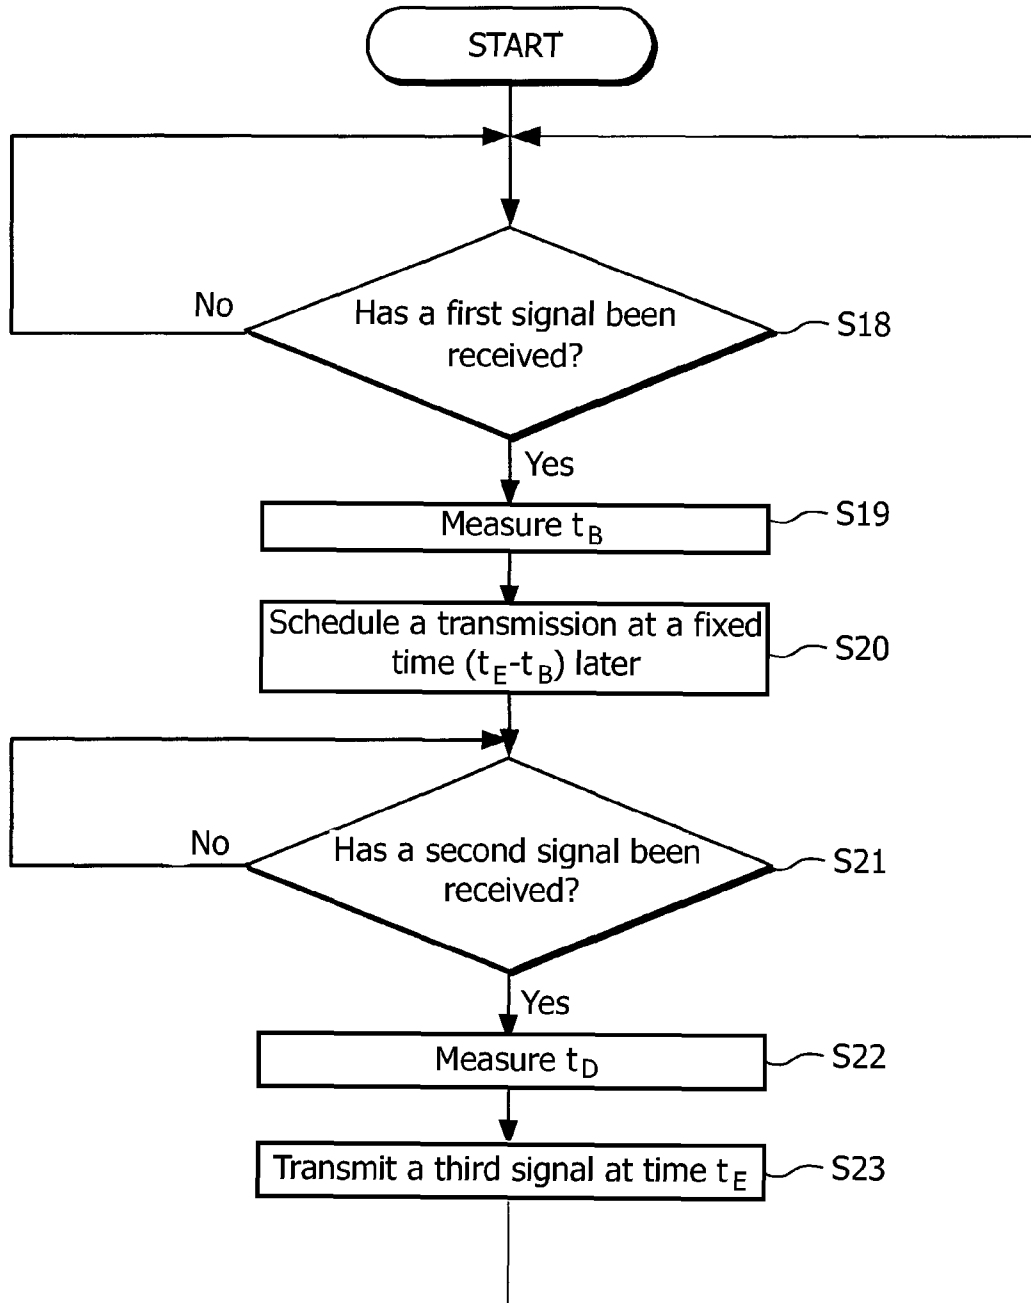 START
No
Has a first signal been
received?
S18
Yes
Measure t_B
S19
Schedule a transmission at a fixed
time (t_E-t_B) later
S20
No
Has a second signal been
received?
S21
Yes
Measure t_D
S22
Transmit a third signal at time t_E
S23